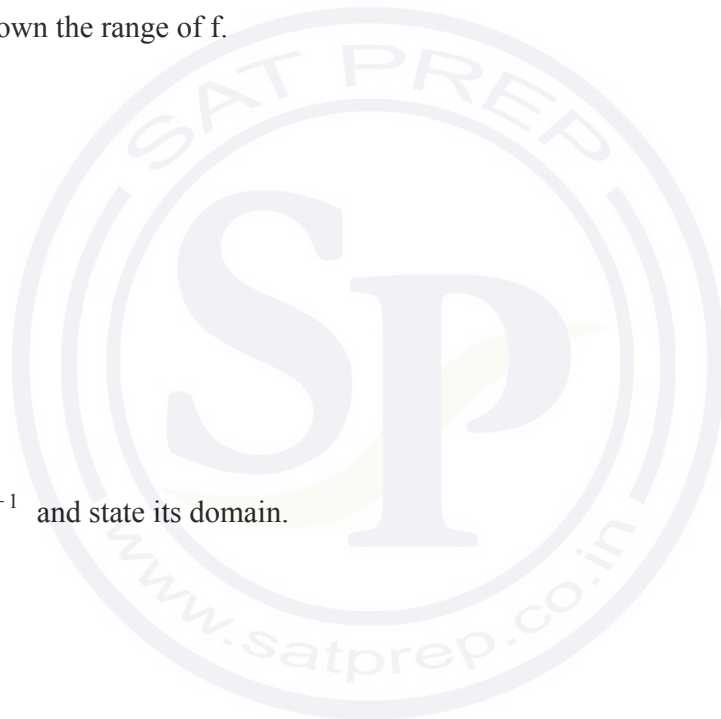 own the range of f.
SAT PREP
SP
⁻¹ and state its domain.
www.satprep.co.in